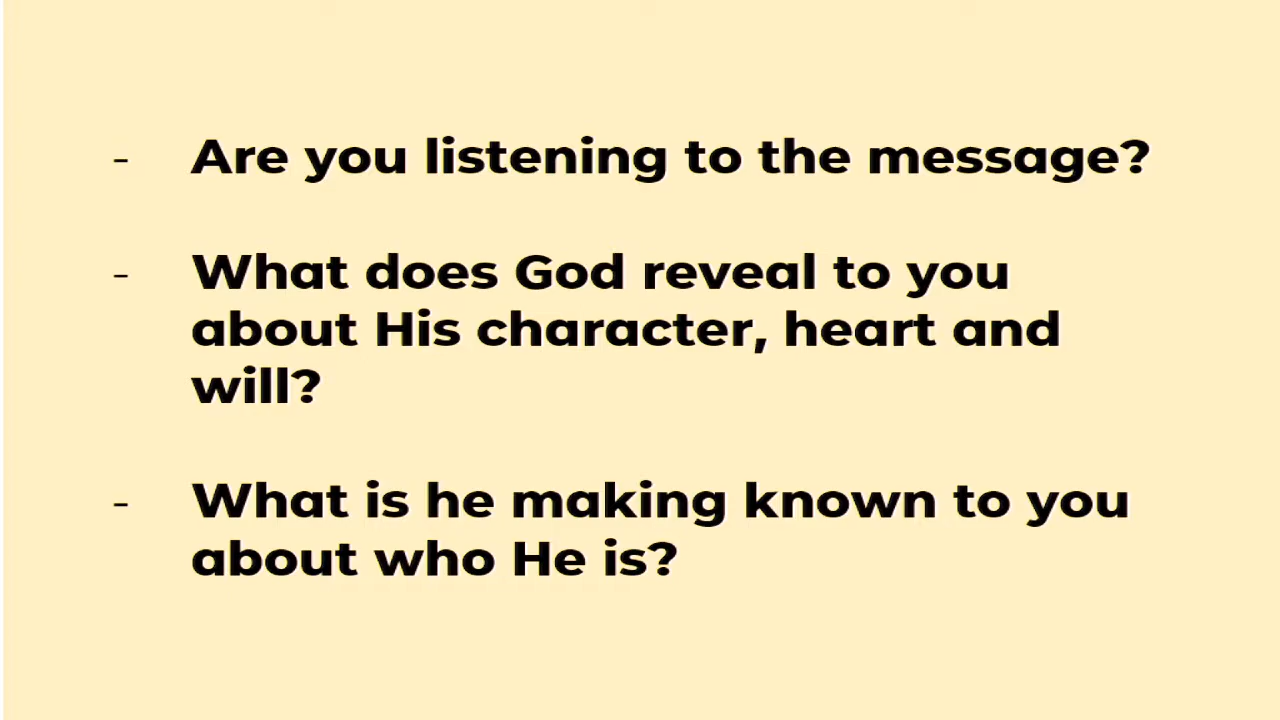 - Are you listening to the message?
- What does God reveal to you
about His character, heart and
will?
- What is he making known to you
about who He is?